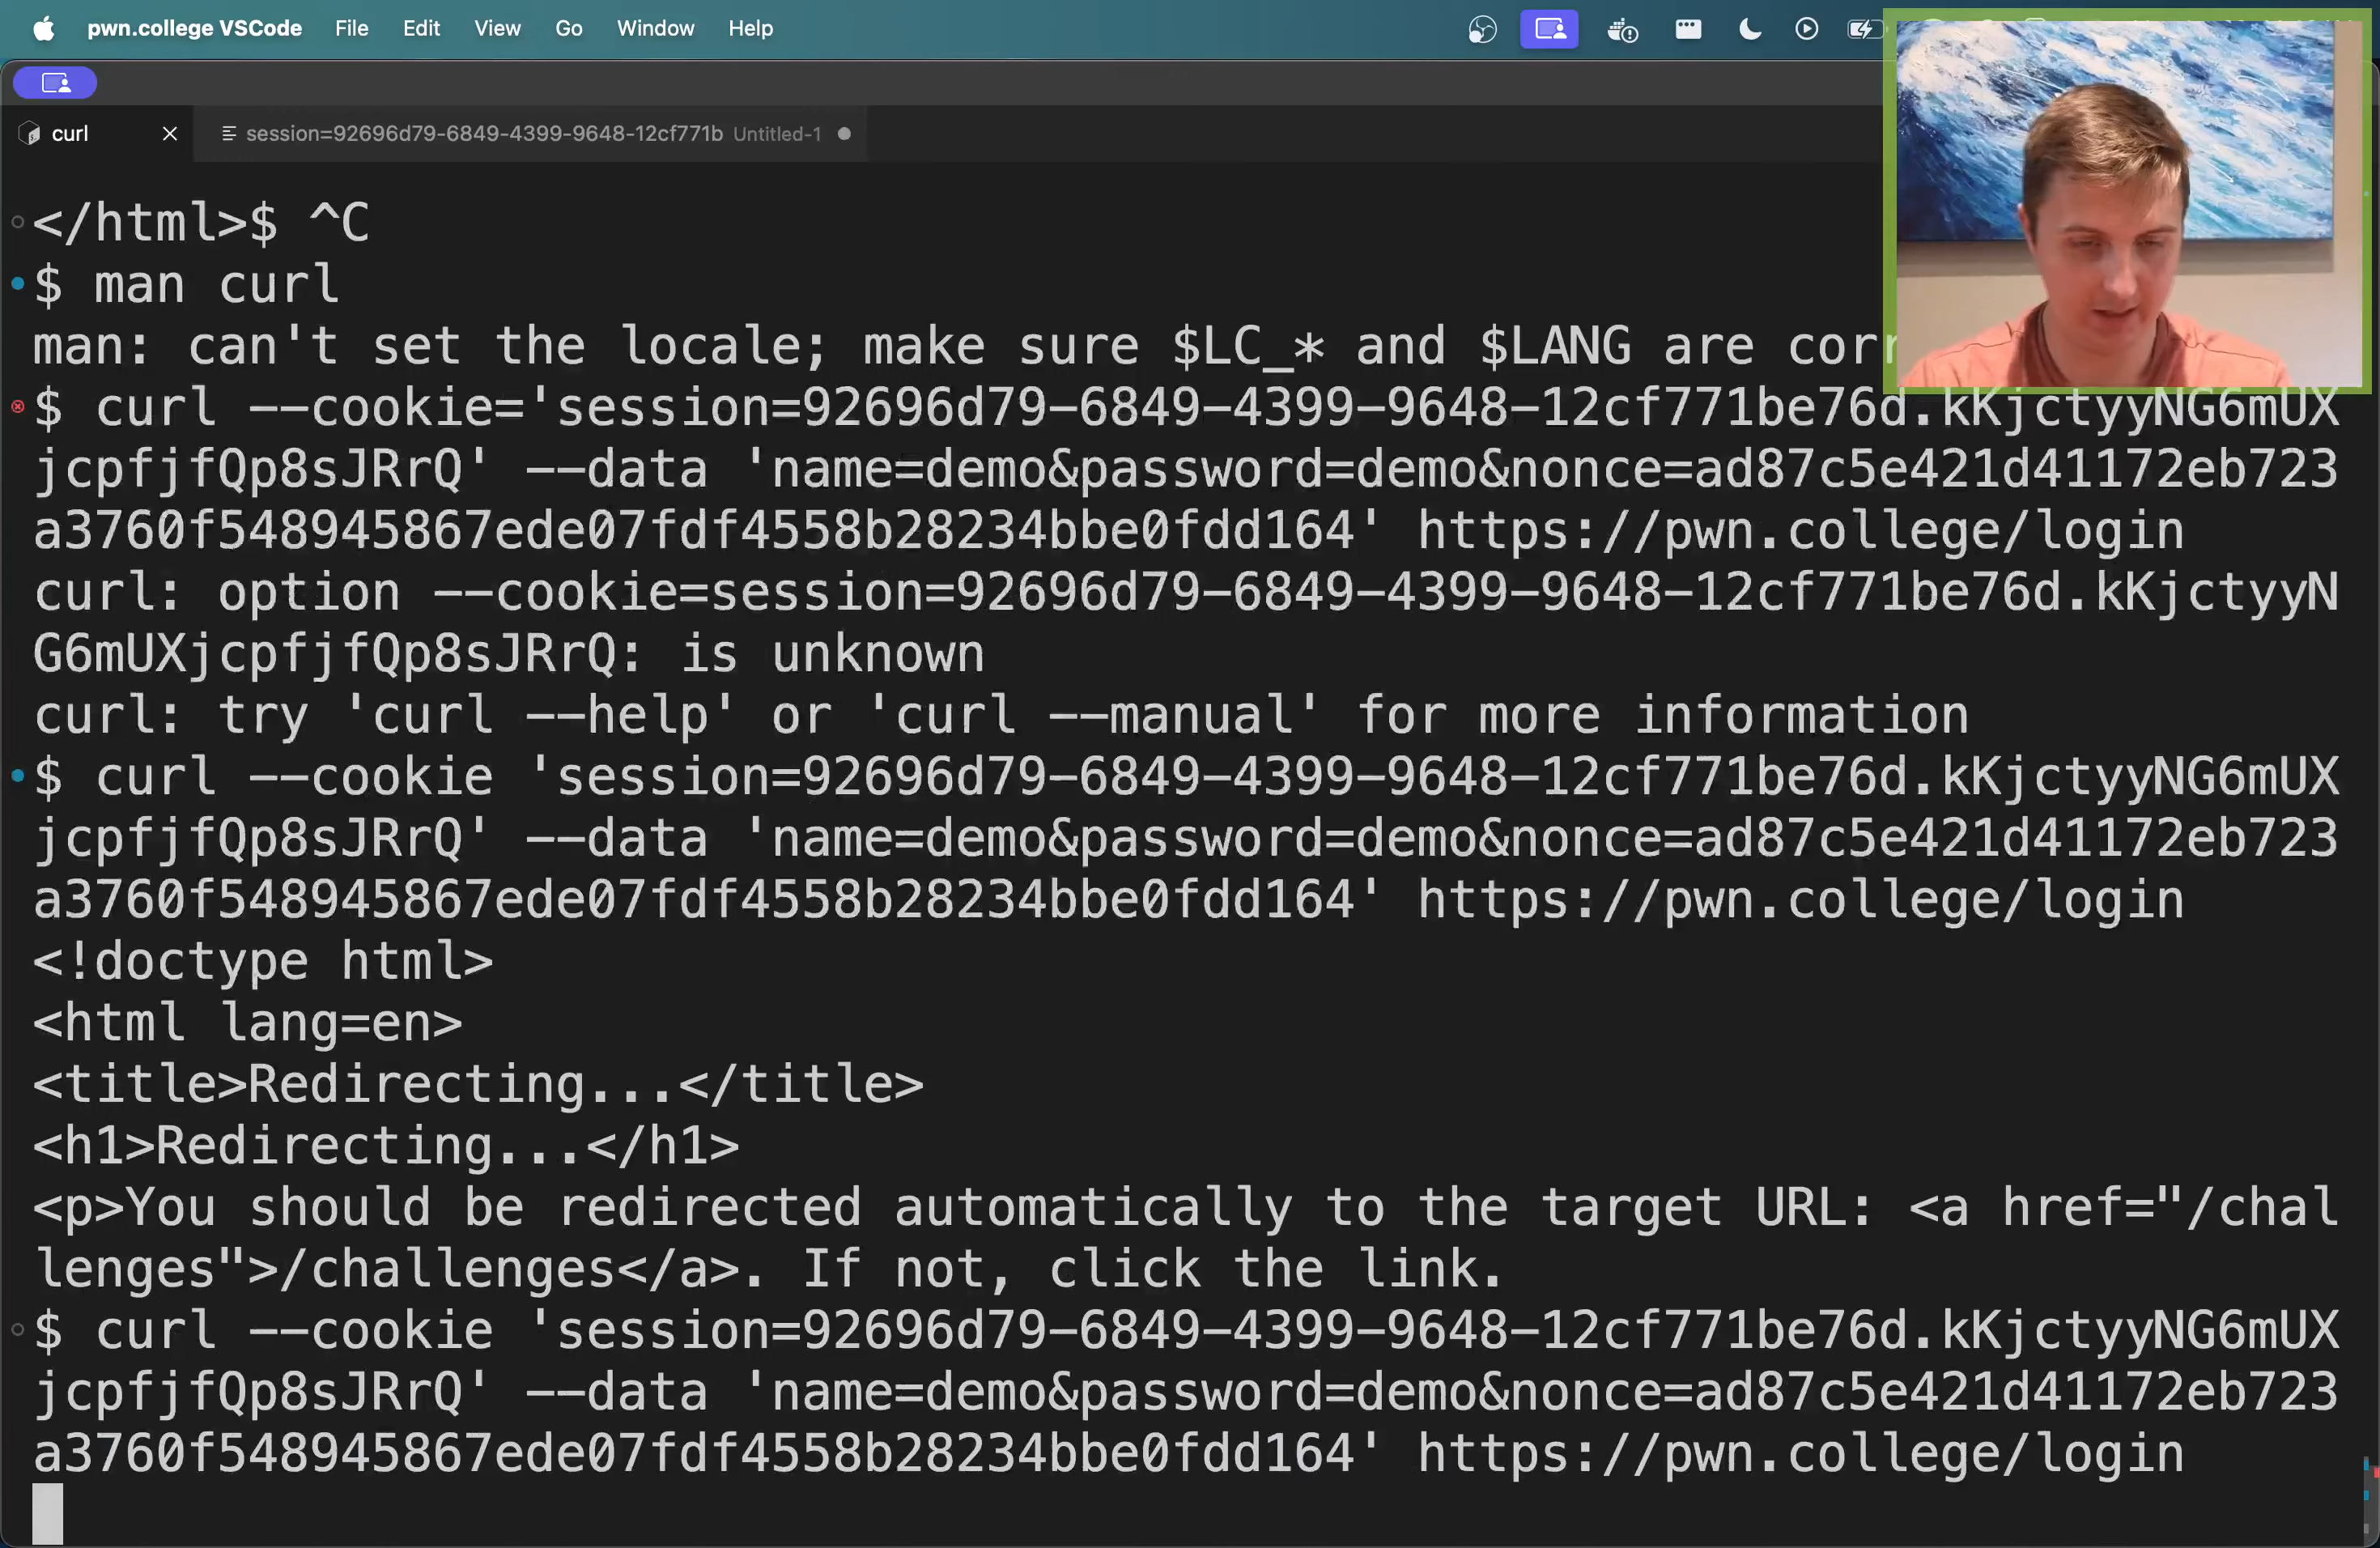 pwn.college VSCode File Edit View Go Window Help
curl session=92696d79-6849-4399-9648-12cf771b Untitled-1
</html>$ ^C
$ man curl
man: can't set the locale; make sure $LC_* and $LANG are
$ curl --cookie='session=92696d79-6849-4399-9648-12cf771be76d.kKjctyyNG6mUX
jcpfjfQp8sJRrQ' --data 'name=demo&password=demo&nonce=ad87c5e421d41172eb723
a3760f548945867ede07fdf4558b28234bbe0fdd164' https://pwn.college/login
curl: option --cookie=session=92696d79-6849-4399-9648-12cf771be76d.kKjctyyN
G6mUXjcpfjfQp8sJRrQ: is unknown
curl: try 'curl --help' or 'curl --manual' for more information
$ curl --cookie 'session=92696d79-6849-4399-9648-12cf771be76d.kKjctyyNG6mUX
jcpfjfQp8sJRrQ' --data 'name=demo&password=demo&nonce=ad87c5e421d41172eb723
a3760f548945867ede07fdf4558b28234bbe0fdd164' https://pwn.college/login
<!doctype html>
<html lang=en>
<title>Redirecting...</title>
<h1>Redirecting...</h1>
<p>You should be redirected automatically to the target URL: <a href="/chal
lenges">/challenges</a>. If not, click the link.
$ curl --cookie 'session=92696d79-6849-4399-9648-12cf771be76d.kKjctyyNG6mUX
jcpfjfQp8sJRrQ' --data 'name=demo&password=demo&nonce=ad87c5e421d41172eb723
a3760f548945867ede07fdf4558b28234bbe0fdd164' https://pwn.college/login